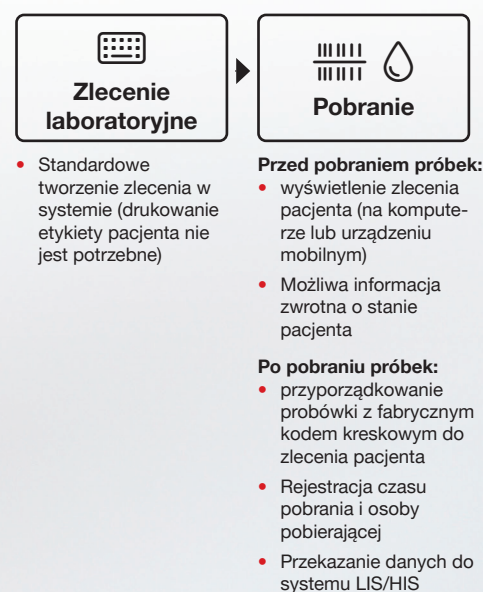 Zlecenie
laboratoryjne
• Standardowe
tworzenie zlecenia w
systemie (drukowanie
etykiety pacjenta nie
jest potrzebne)
Pobranie
Przed pobraniem próbek:
• wyświetlenie zlecenia
pacjenta (na kompute-
rze lub urządzeniu
mobilnym)
• Możliwa informacja
zwrotna o stanie
pacjenta
Po pobraniu próbek:
• przyporządkowanie
probówki z fabrycznym
kodem kreskowym do
zlecenia pacjenta
• Rejestracja czasu
pobrania i osoby
pobierającej
• Przekazanie danych do
systemu LIS/HIS